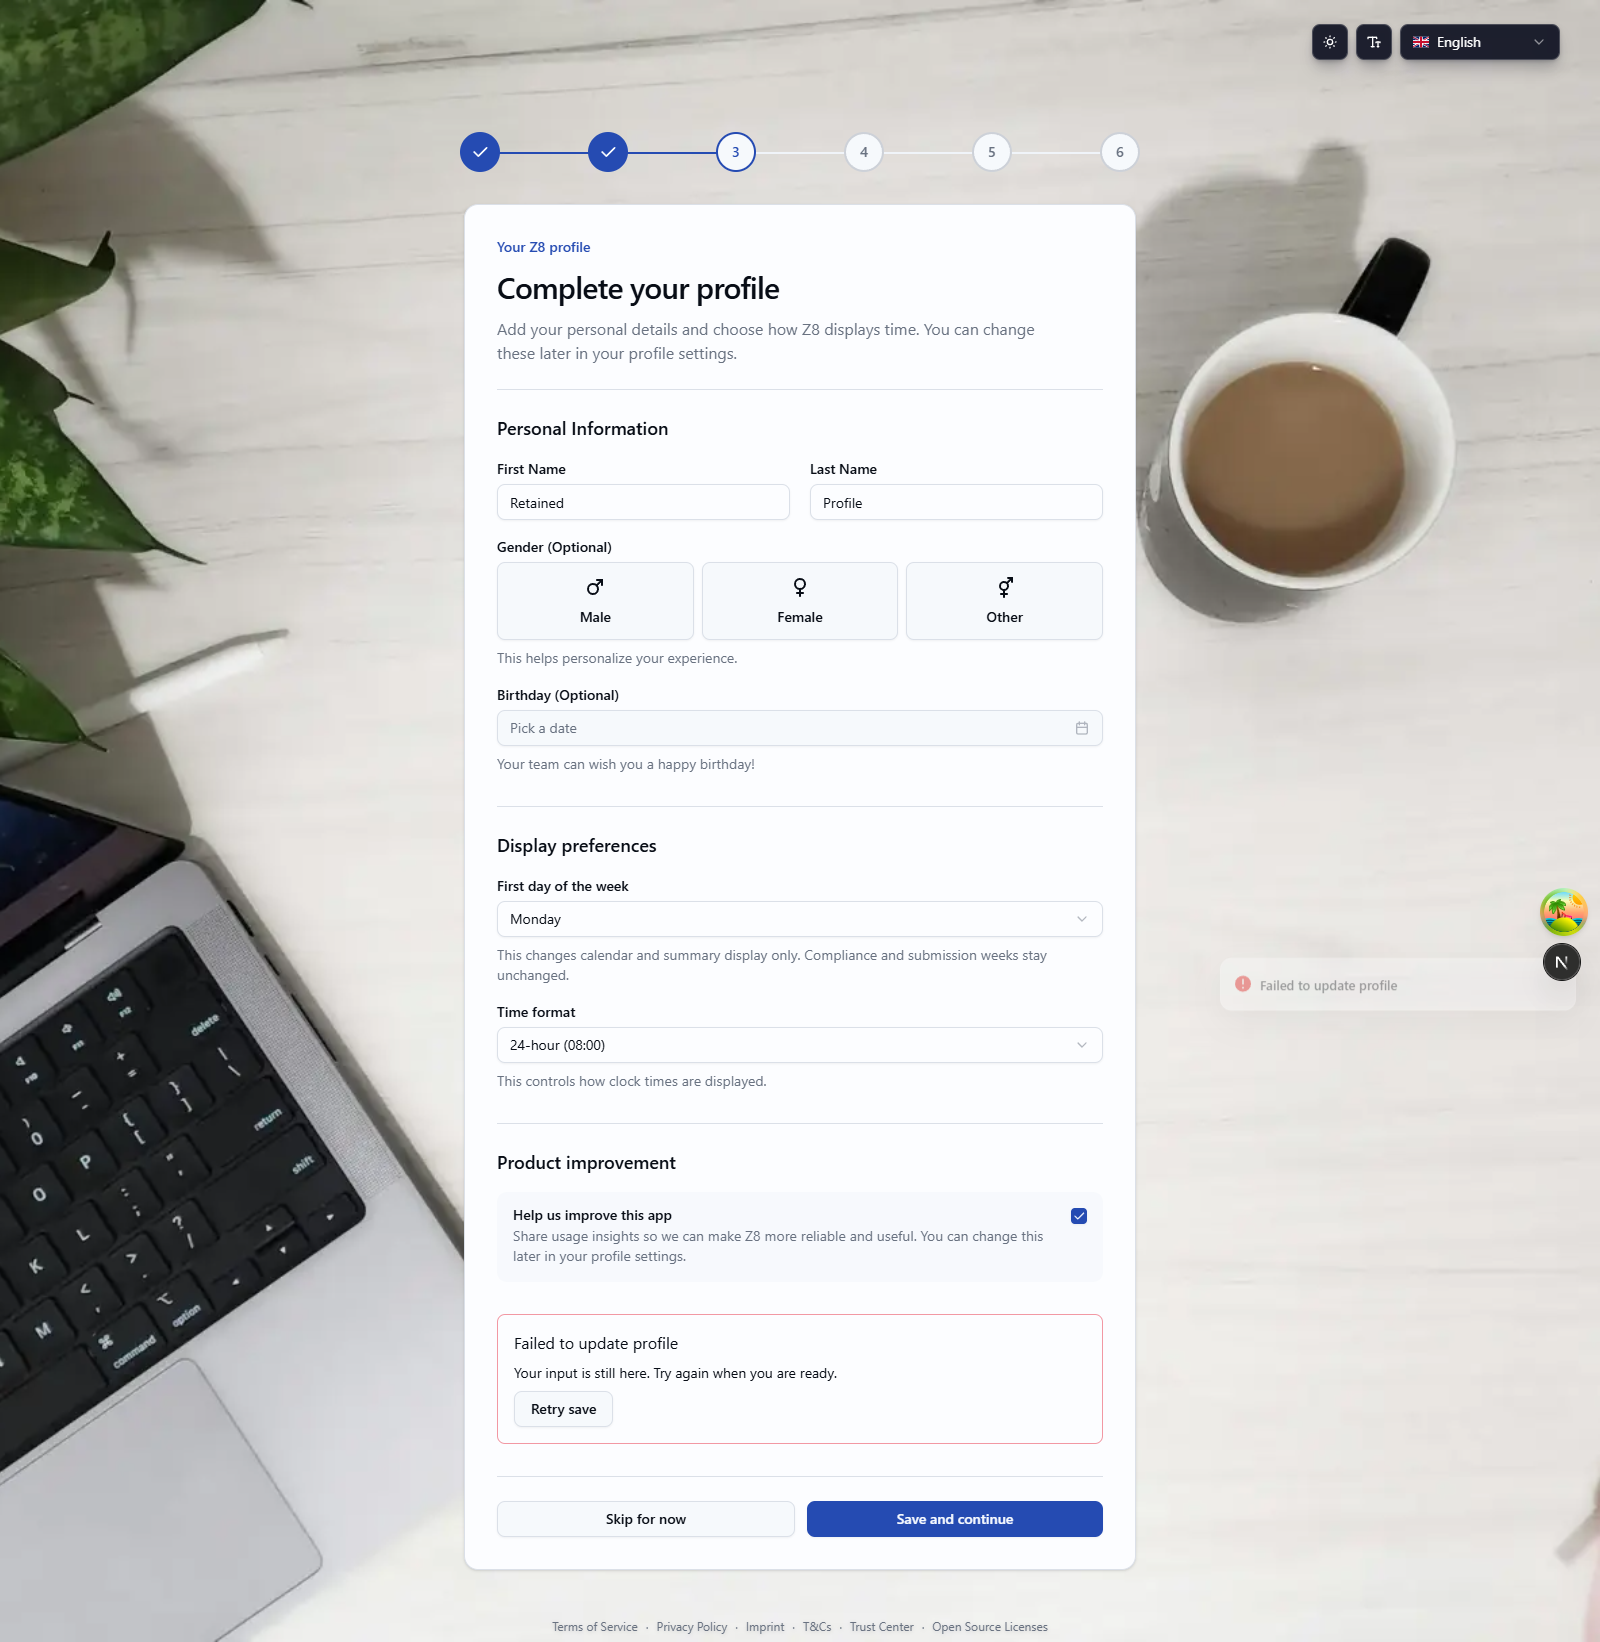 English
3
4
5
6
Your Z8 profile
Complete your profile
Add your personal details and choose how Z8 displays time. You can change
these later in your profile settings.
Personal Information
First Name
Last Name
Retained
Profile
Gender (Optional)
Male
Female
Other
This helps personalize your experience.
Birthday (Optional)
Pick a date
Your team can wish you a happy birthday!
Display preferences
First day of the week
Monday
This changes calendar and summary display only. Compliance and submission weeks stay
unchanged.
Time format
24-hour (08:00)
This controls how clock times are displayed.
Product improvement
Help us improve this app
Share usage insights so we can make Z8 more reliable and useful. You can change this
later in your profile settings.
Failed to update profile
Your input is still here. Try again when you are ready.
Retry save
Skip for now
Save and continue
Terms of Service · Privacy Policy · Imprint · T&Cs · Trust Center · Open Source Licenses
N
Failed to update profile
delete
return
shift
option
command
F12
F11
F10
O
P
L
K
M